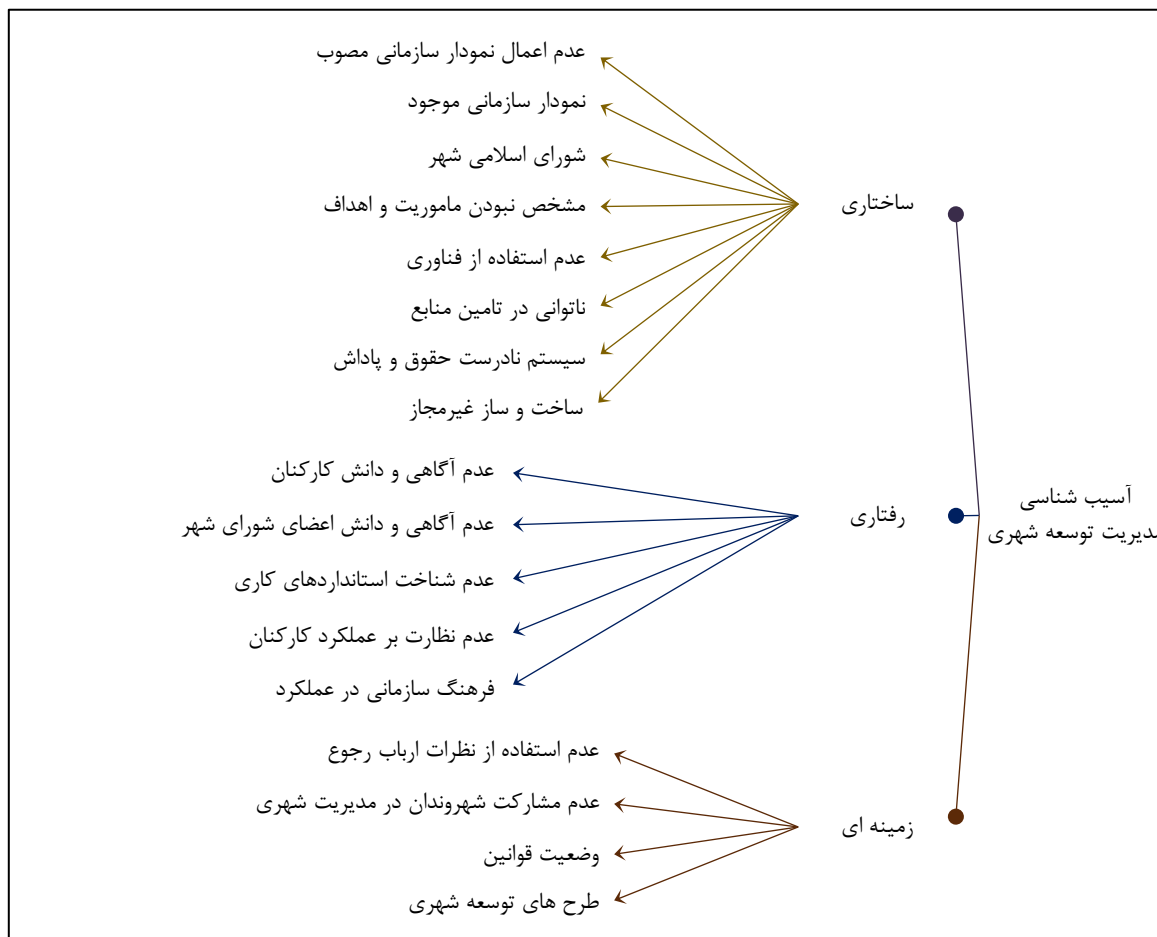 آسیب شناسی
مدیریت توسعه شهری
ساختاری
عدم اعمال نمودار سازمانی مصوب
نمودار سازمانی موجود
شورای اسلامی شهر
مشخص نبودن ماموریت و اهداف
عدم استفاده از فناوری
ناتوانی در تامین منابع
سیستم نادرست حقوق و پاداش
ساخت و ساز غیرمجاز
رفتاری
عدم آگاهی و دانش کارکنان
عدم آگاهی و دانش اعضای شورای شهر
عدم شناخت استانداردهای کاری
عدم نظارت بر عملکرد کارکنان
فرهنگ سازمانی در عملکرد
زمینه ای
عدم استفاده از نظرات ارباب رجوع
عدم مشارکت شهروندان در مدیریت شهری
وضعیت قوانین
طرح های توسعه شهری